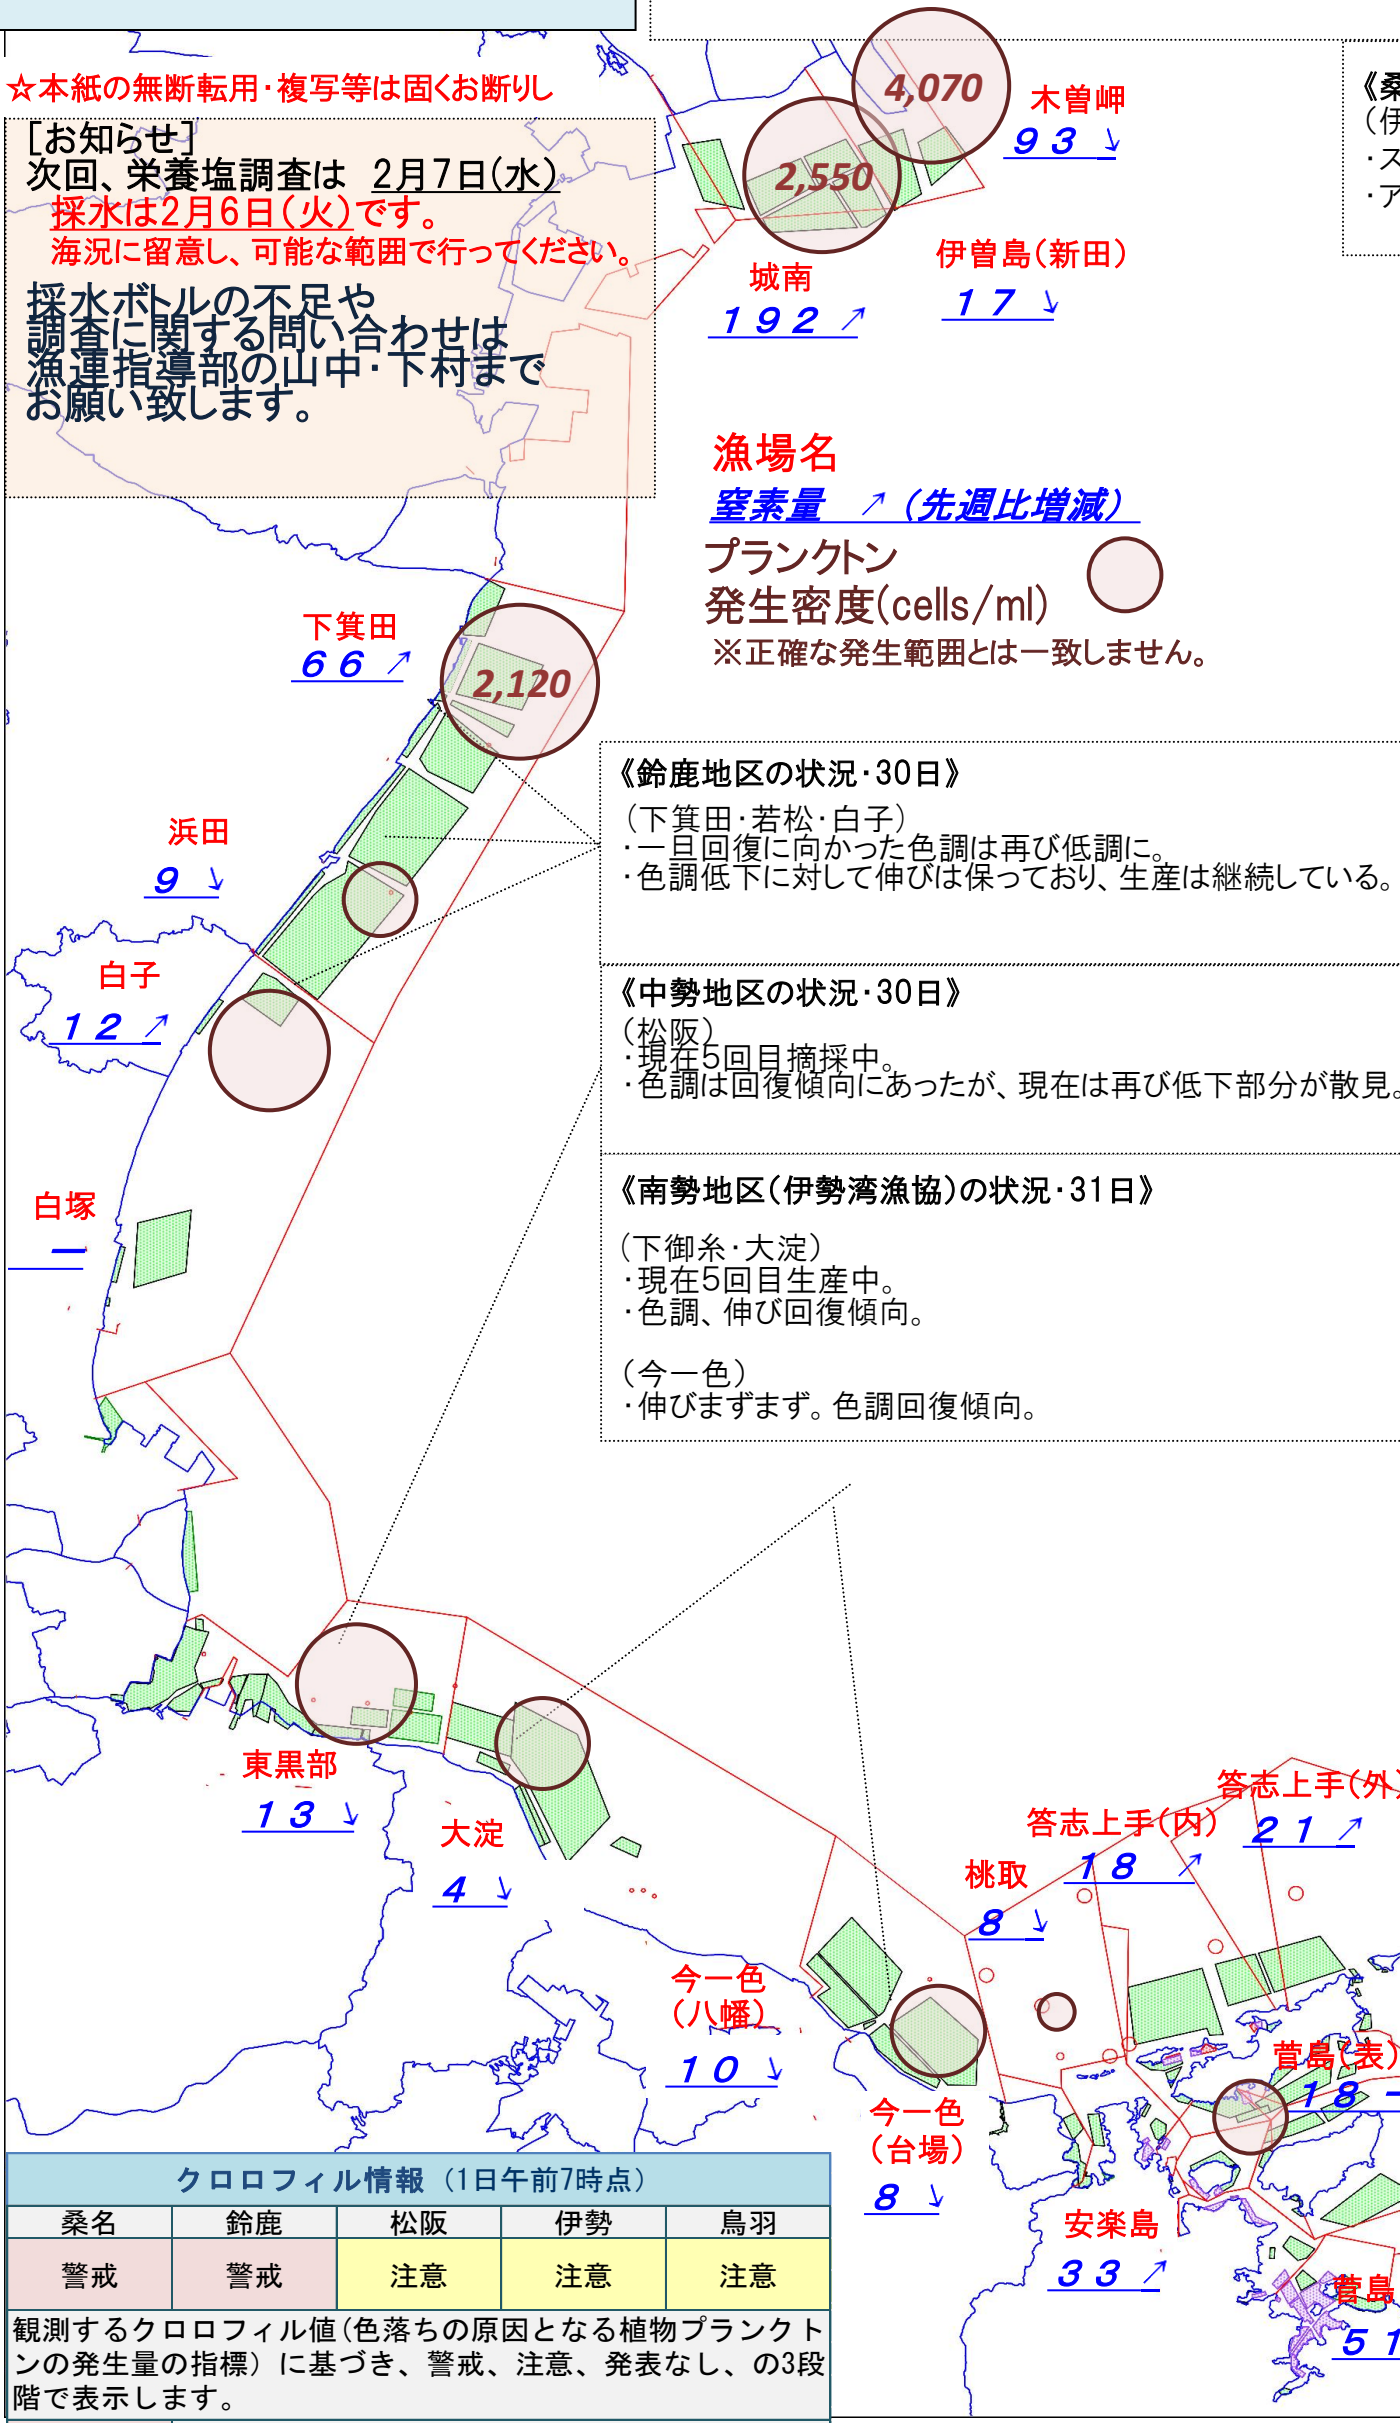 ☆本紙の無断転用・複写等は固くお断りし
[お知らせ]
次回、栄養塩調査は 2月7日(水)
採水は2月6日(火)です。
海況に留意し、可能な範囲で行ってください。
採水ボトルの不足や
調査に関する問い合わせは
漁連指導部の山中・下村まで
お願い致します。
4,070
木曽岬
93 ↓
2,550
伊曽島(新田)
17 ↓
城南
192 ↗
(伊
・ス
・ア
漁場名
窒素量 ↗(先週比増減)
プランクトン
発生密度(cells/ml)
※正確な発生範囲とは一致しません。
下箕田
66 ↗
2,120
浜田
9 ↓
白子
12 ↗
白塚
ー
《鈴鹿地区の状況・30日》
(下箕田・若松・白子)
・一旦回復に向かった色調は再び低調に。
・色調低下に対して伸びは保っており、生産は継続している。
《中勢地区の状況・30日》
(松阪)
・現在5回目摘採中。
・色調は回復傾向にあったが、現在は再び低下部分が散見。
《南勢地区(伊勢湾漁協)の状況・31日》
(下御糸・大淀)
・現在5回目生産中。
・色調、伸び回復傾向。
(今一色)
・伸びまずまず。色調回復傾向。
東黒部
13 ↓
大淀
4 ↓
今一色
(八幡)
10 ↓
今一色
(台場)
8 ↓
桃取
8 ↓
答志上手(内)
18 ↗
答志上手(外)
21 ↗
菅島(表)
18
安楽島
33 ↗
菅島
51
クロロフィル情報 (1日午前7時点)
桑名 鈴鹿 松阪 伊勢 鳥羽
警戒 警戒 注意 注意 注意
観測するクロロフィル値(色落ちの原因となる植物プランクト
ンの発生量の指標)に基づき、警戒、注意、発表なし、の3段
階で表示します。